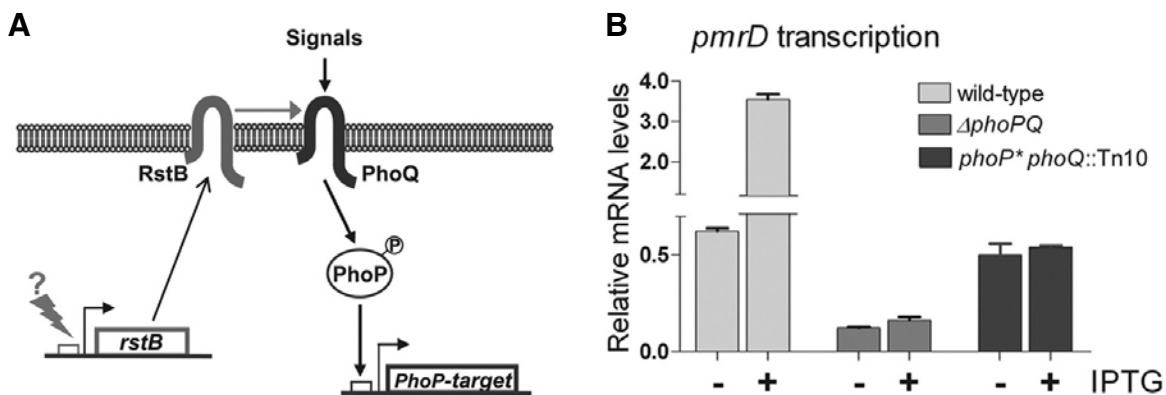 A
Signals
RstB
PhoQ
P
PhoP
?
rstB
PhoP-target
B
pmrD transcription
Relative mRNA levels
4.0
3.0
2.0
0.5
0.0
wild-type
ΔphoPQ
phoP* phoQ::Tn10
- + - + - + IPTG